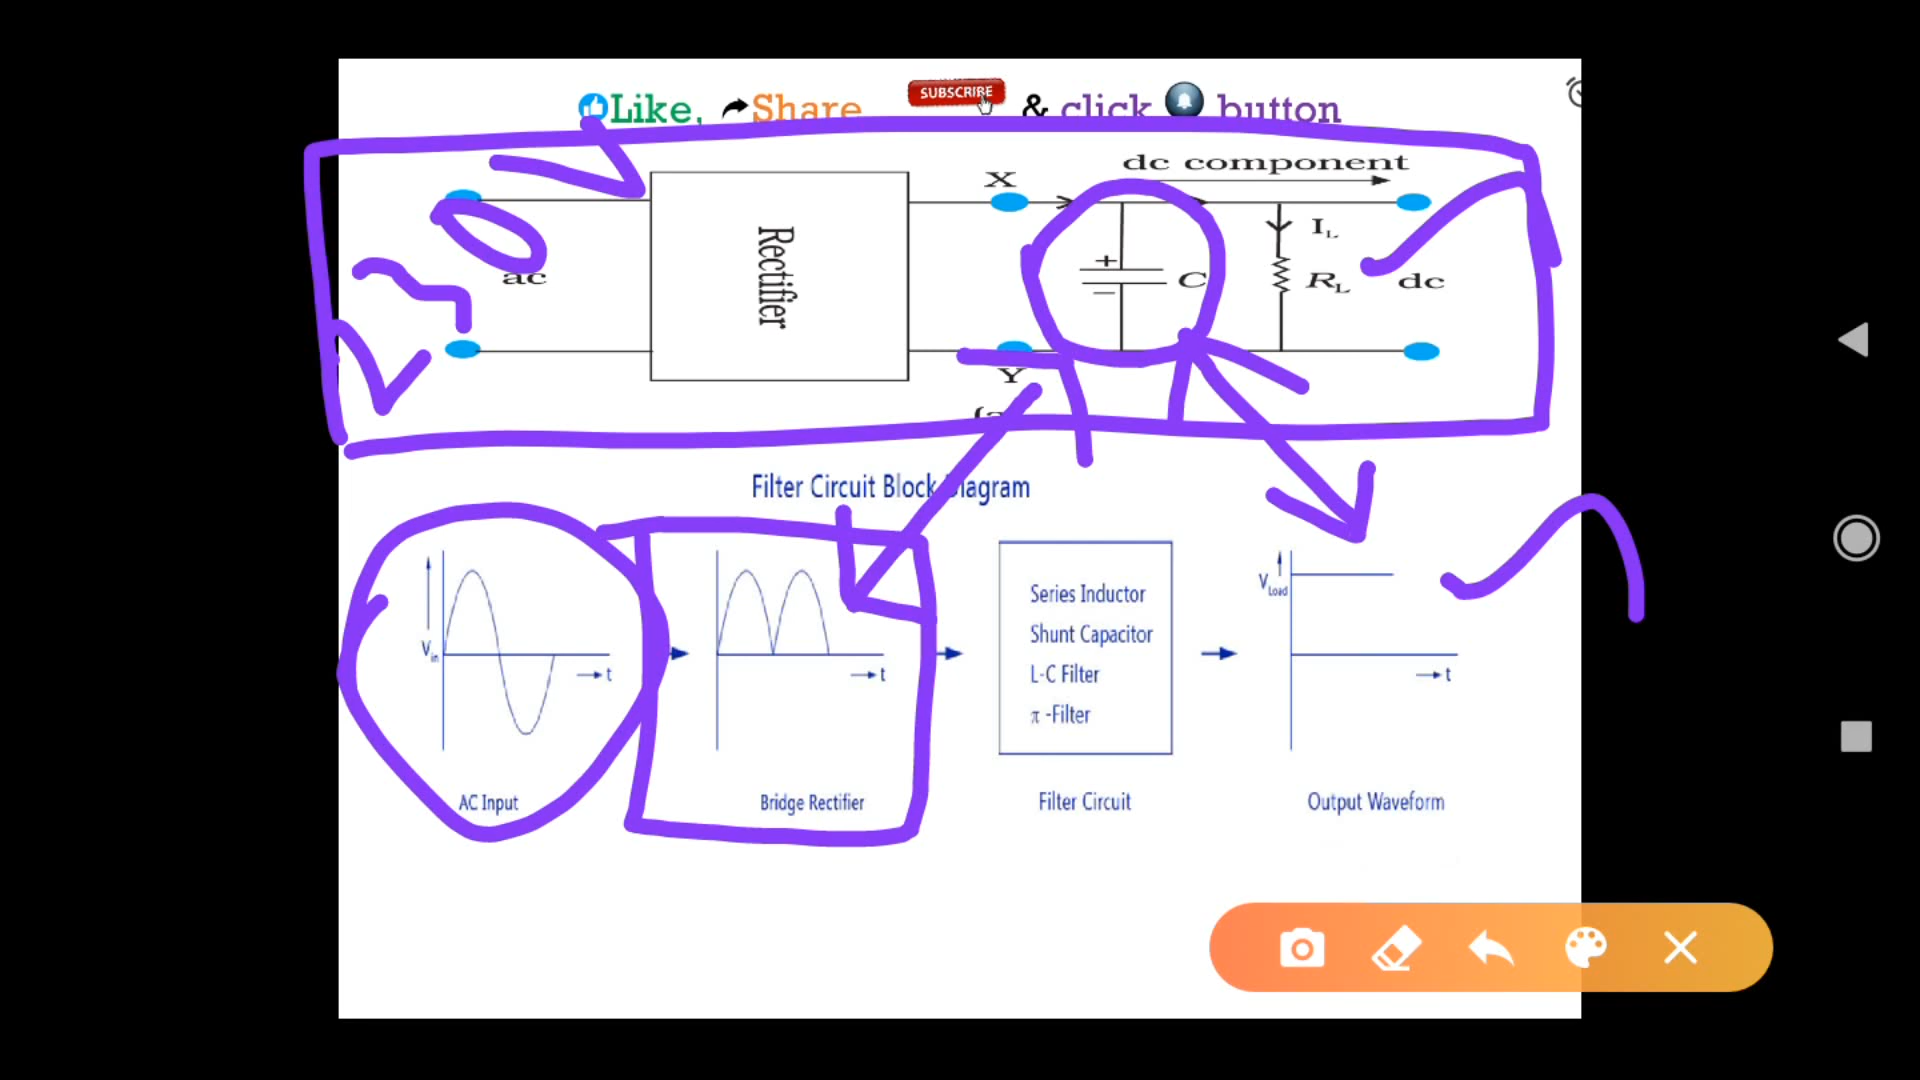 Like, Share SUBSCRIBE & click button
dc component
X
Rectifier
I_L
+
ac
C
R_L
dc
−
Y
Filter Circuit Block Diagram
V_in
t
t
Series Inductor
Shunt Capacitor
L-C Filter
π -Filter
V_Load
t
AC Input
Bridge Rectifier
Filter Circuit
Output Waveform